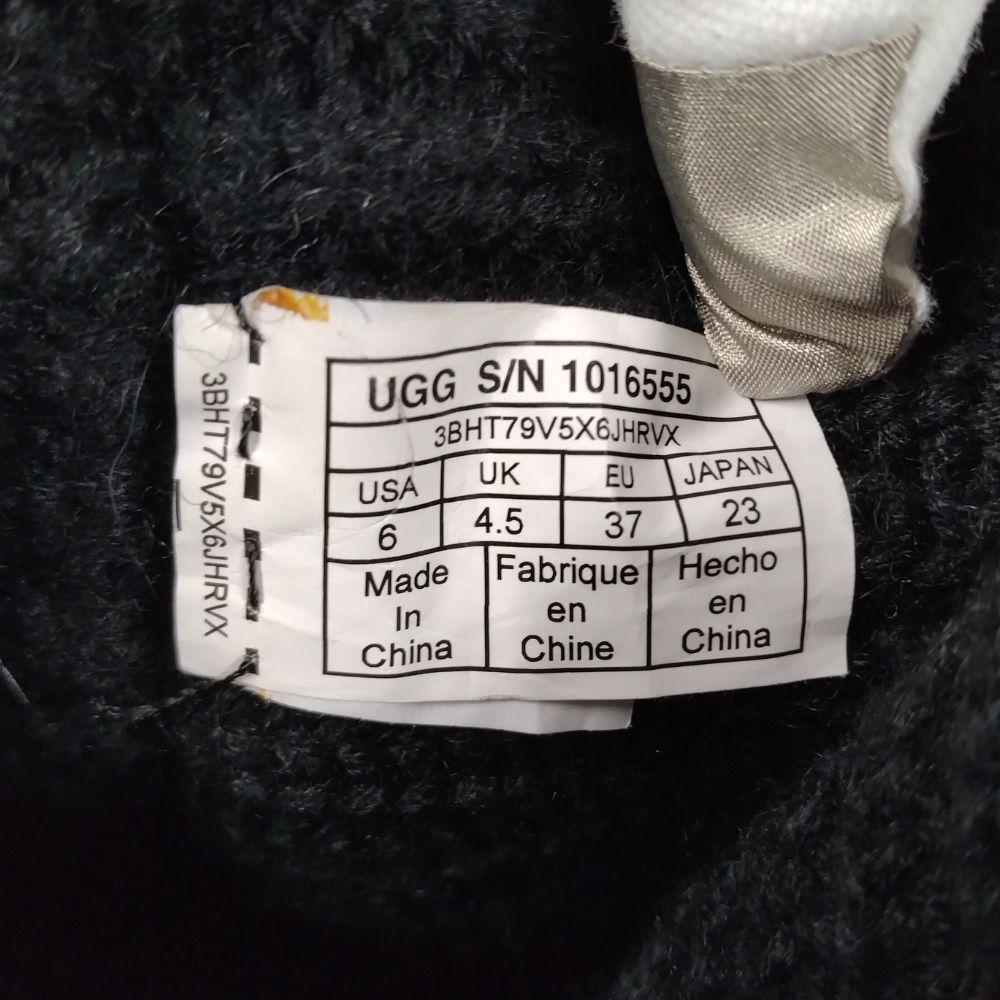 UGG S/N 1016555
3BHT79V5X6JHRVX
USA UK EU JAPAN
6 4.5 37 23
Made In China
Fabrique en Chine
Hecho en China
3BHT79V5X6JHRVX